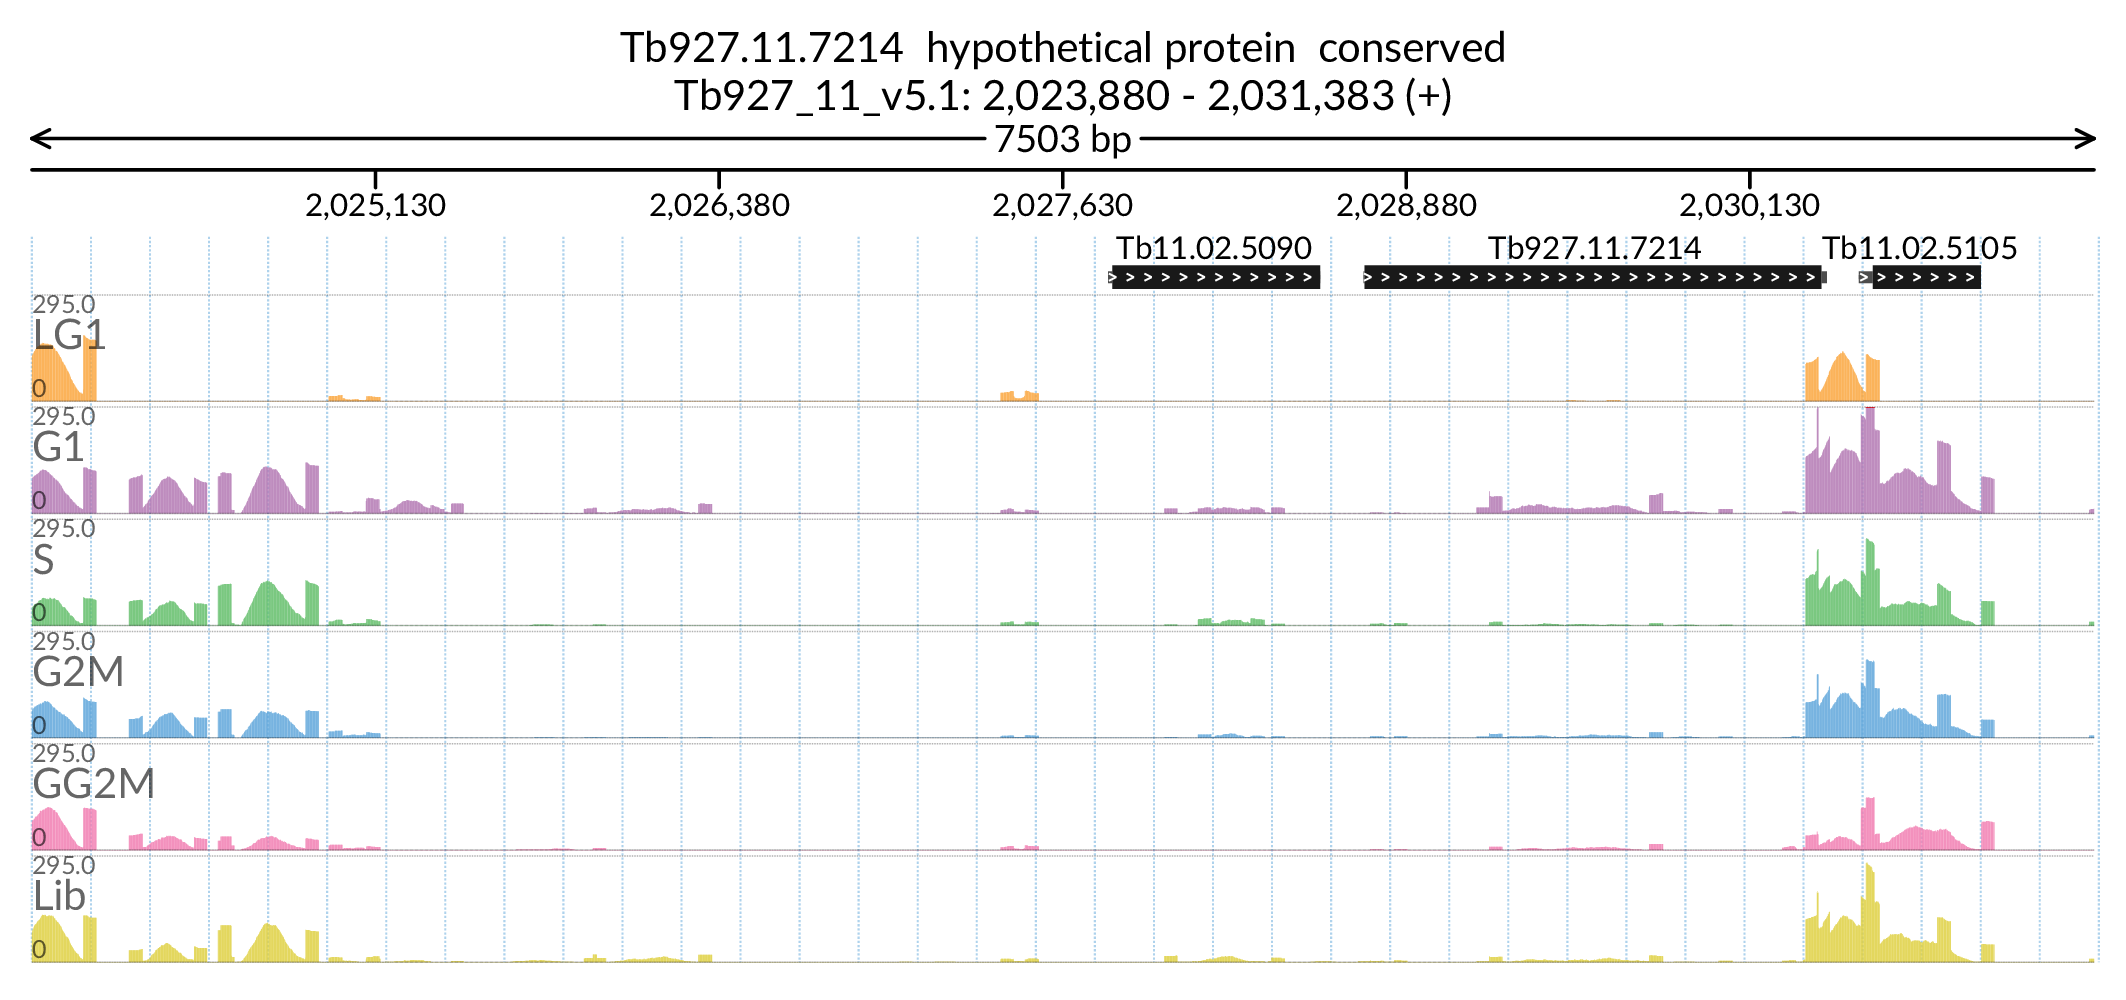 Tb927.11.7214  hypothetical protein  conserved
Tb927_11_v5.1: 2,023,880 - 2,031,383 (+)
7503 bp
2,025,130 2,026,380 2,027,630 2,028,880 2,030,130
Tb11.02.5090 Tb927.11.7214 Tb11.02.5105
295.0
LG1
0
295.0
G1
0
295.0
S
0
295.0
G2M
0
295.0
GG2M
0
295.0
Lib
0